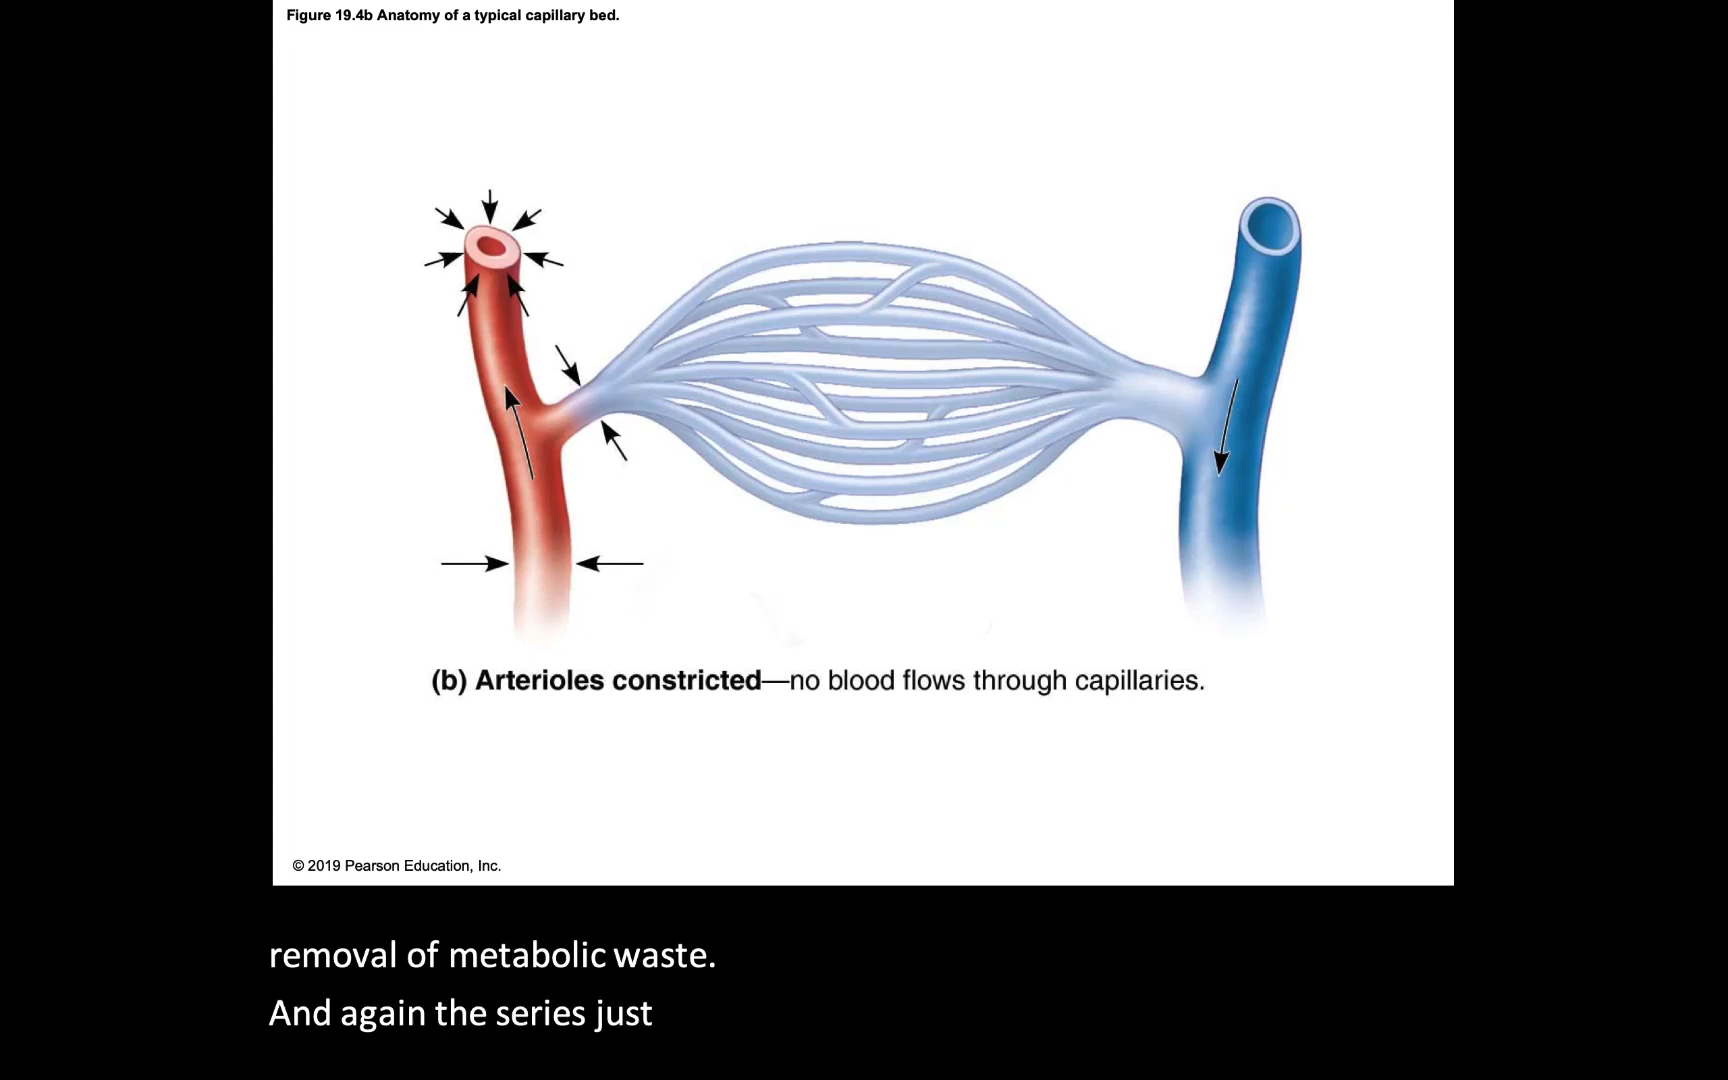 Figure 19.4b Anatomy of a typical capillary bed.
(b) Arterioles constricted—no blood flows through capillaries.
© 2019 Pearson Education, Inc.
removal of metabolic waste.
And again the series just